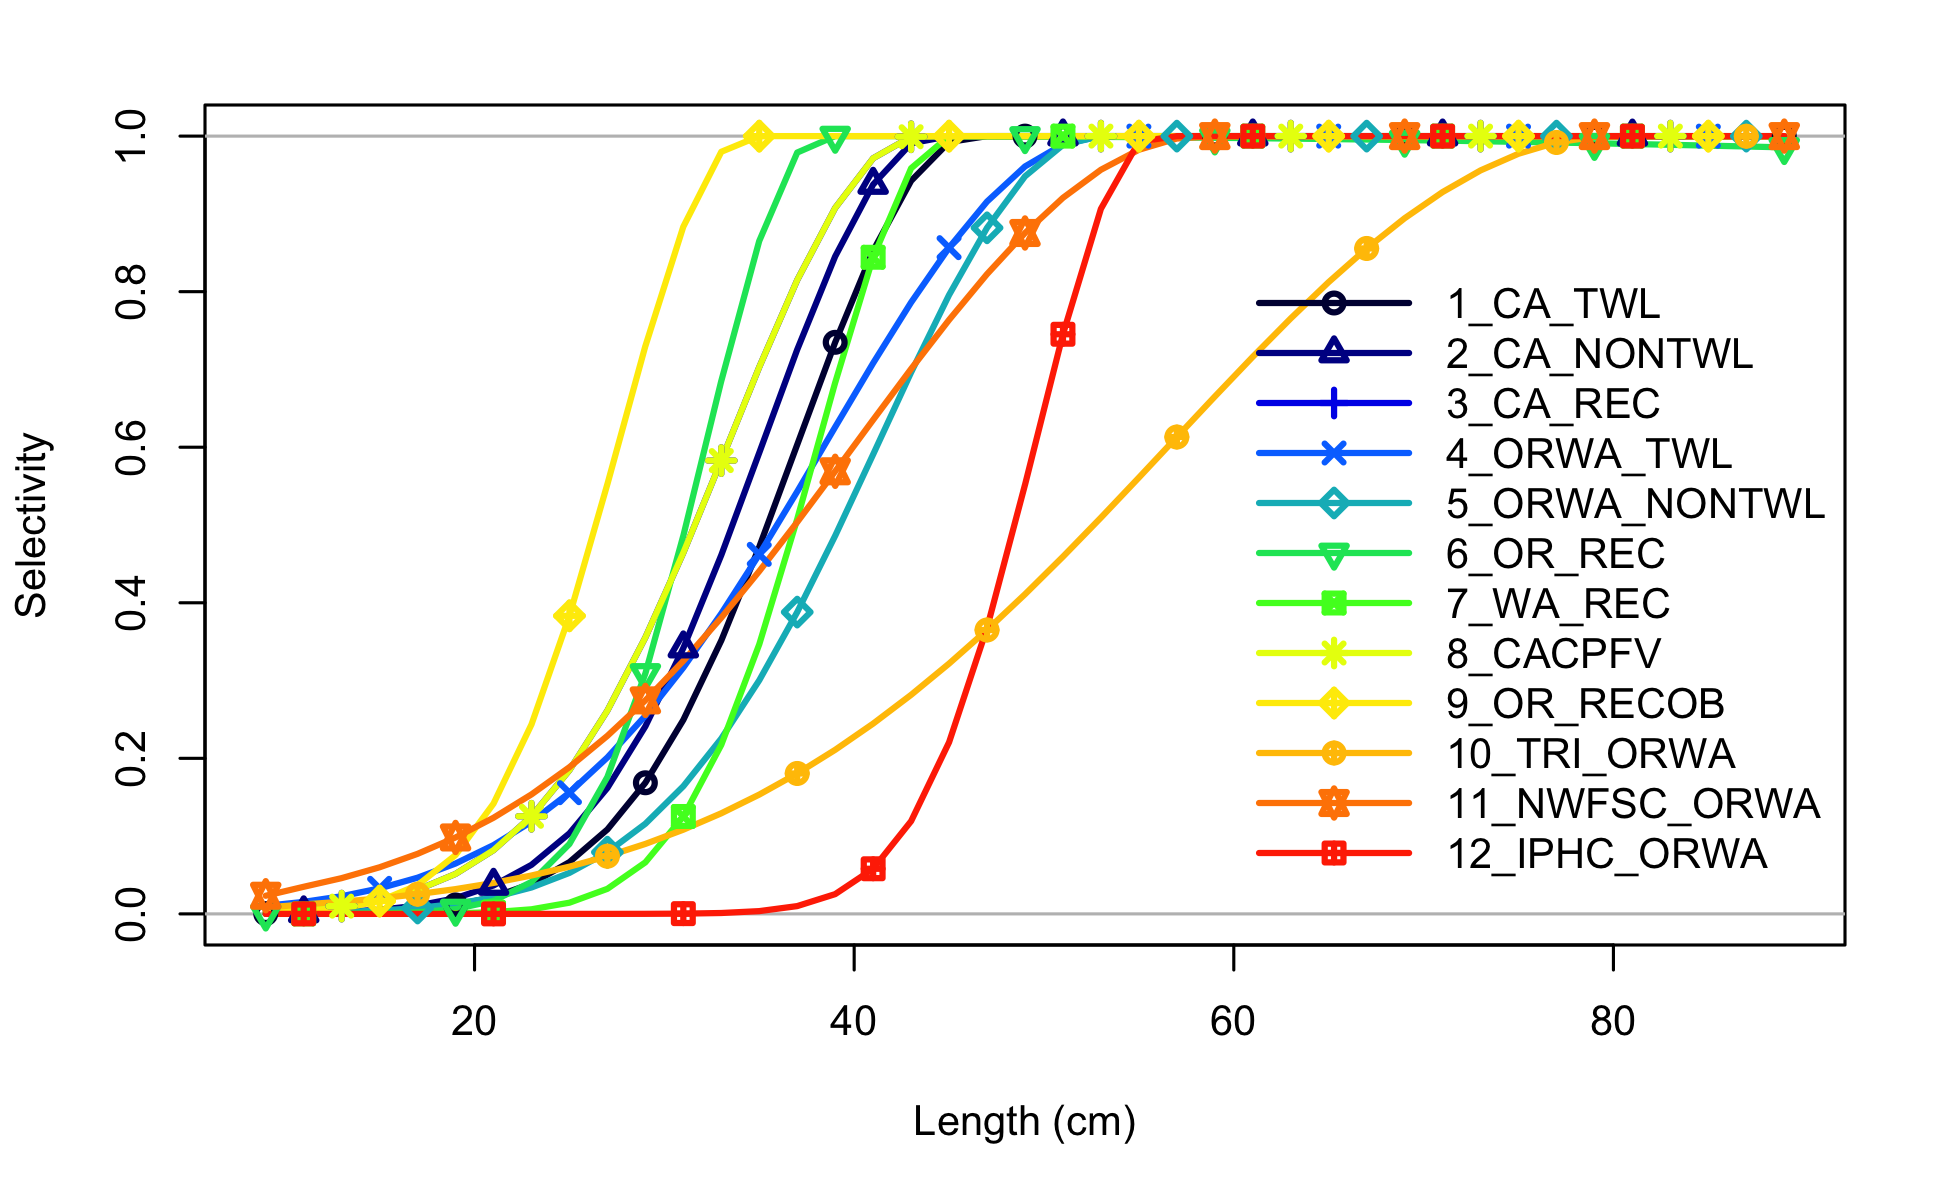 Selectivity
1.0
0.8
0.6
0.4
0.2
0.0
1_CA_TWL
2_CA_NONTWL
3_CA_REC
4_ORWA_TWL
5_ORWA_NONTWL
6_OR_REC
7_WA_REC
8_CACPFV
9_OR_RECOB
10_TRI_ORWA
11_NWFSC_ORWA
12_IPHC_ORWA
20 40 60 80
Length (cm)